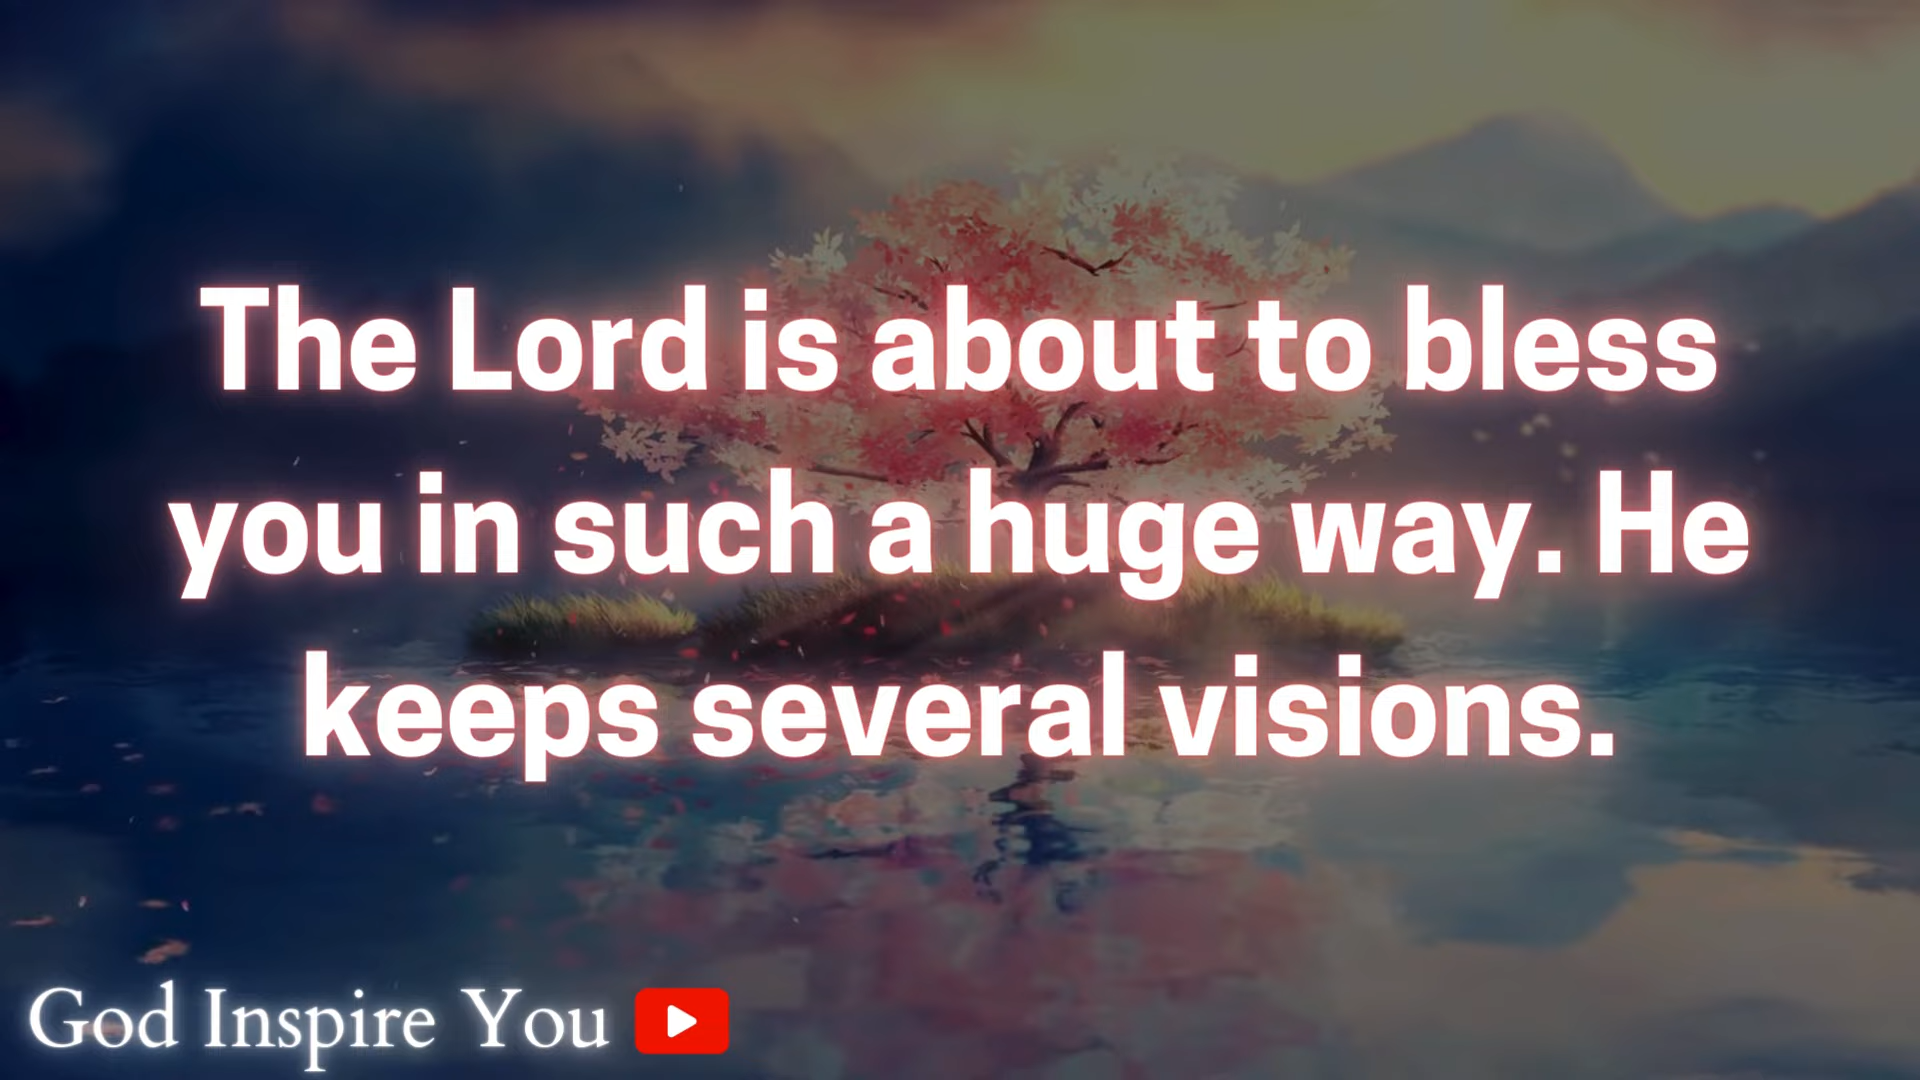 The Lord is about to bless
you in such a huge way. He
keeps several visions.
God Inspire You